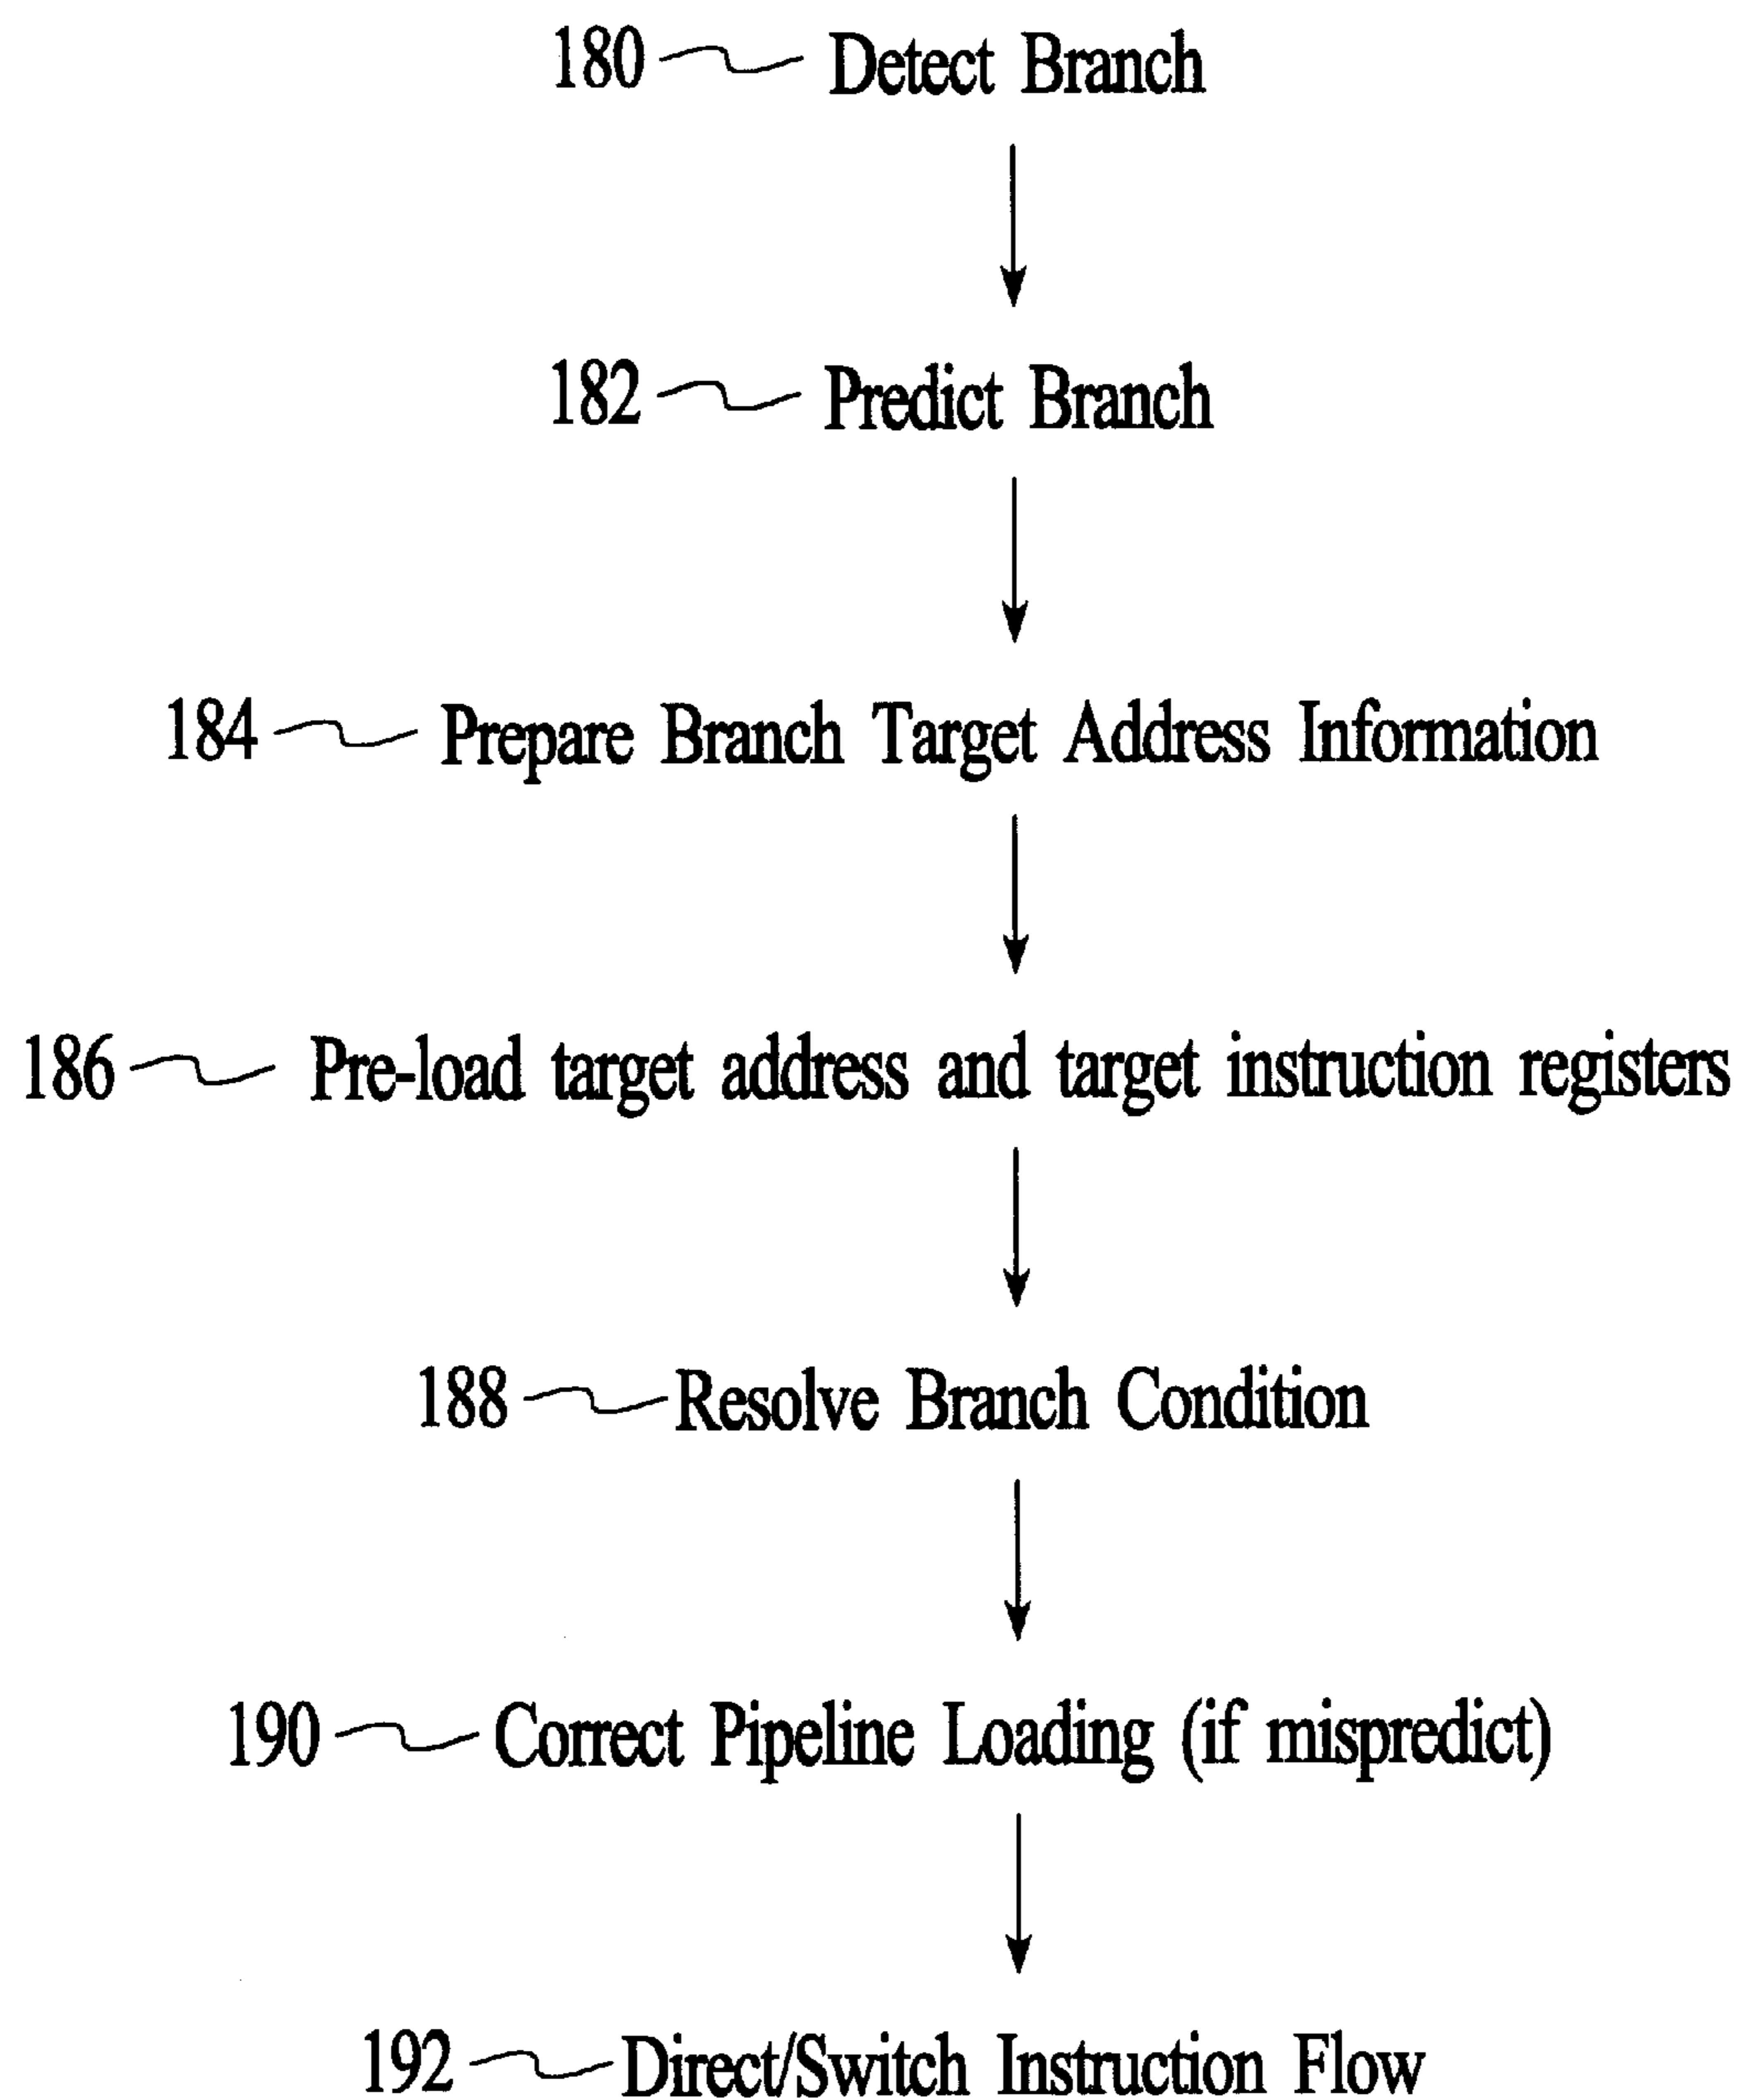 180 Detect Branch
182 Predict Branch
184 Prepare Branch Target Address Information
186 Pre-load target address and target instruction registers
188 Resolve Branch Condition
190 Correct Pipeline Loading (if mispredict)
192 Direct/Switch Instruction Flow